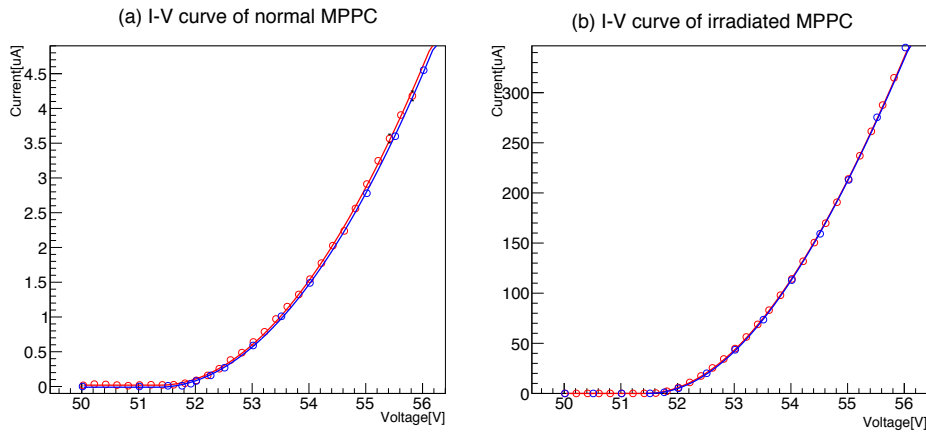 (a) I-V curve of normal MPPC
Current[uA]
4.5
4
3.5
3
2.5
2
1.5
1
0.5
0
50 51 52 53 54 55 56
Voltage[V]
(b) I-V curve of irradiated MPPC
Current[uA]
300
250
200
150
100
50
0
50 51 52 53 54 55 56
Voltage[V]